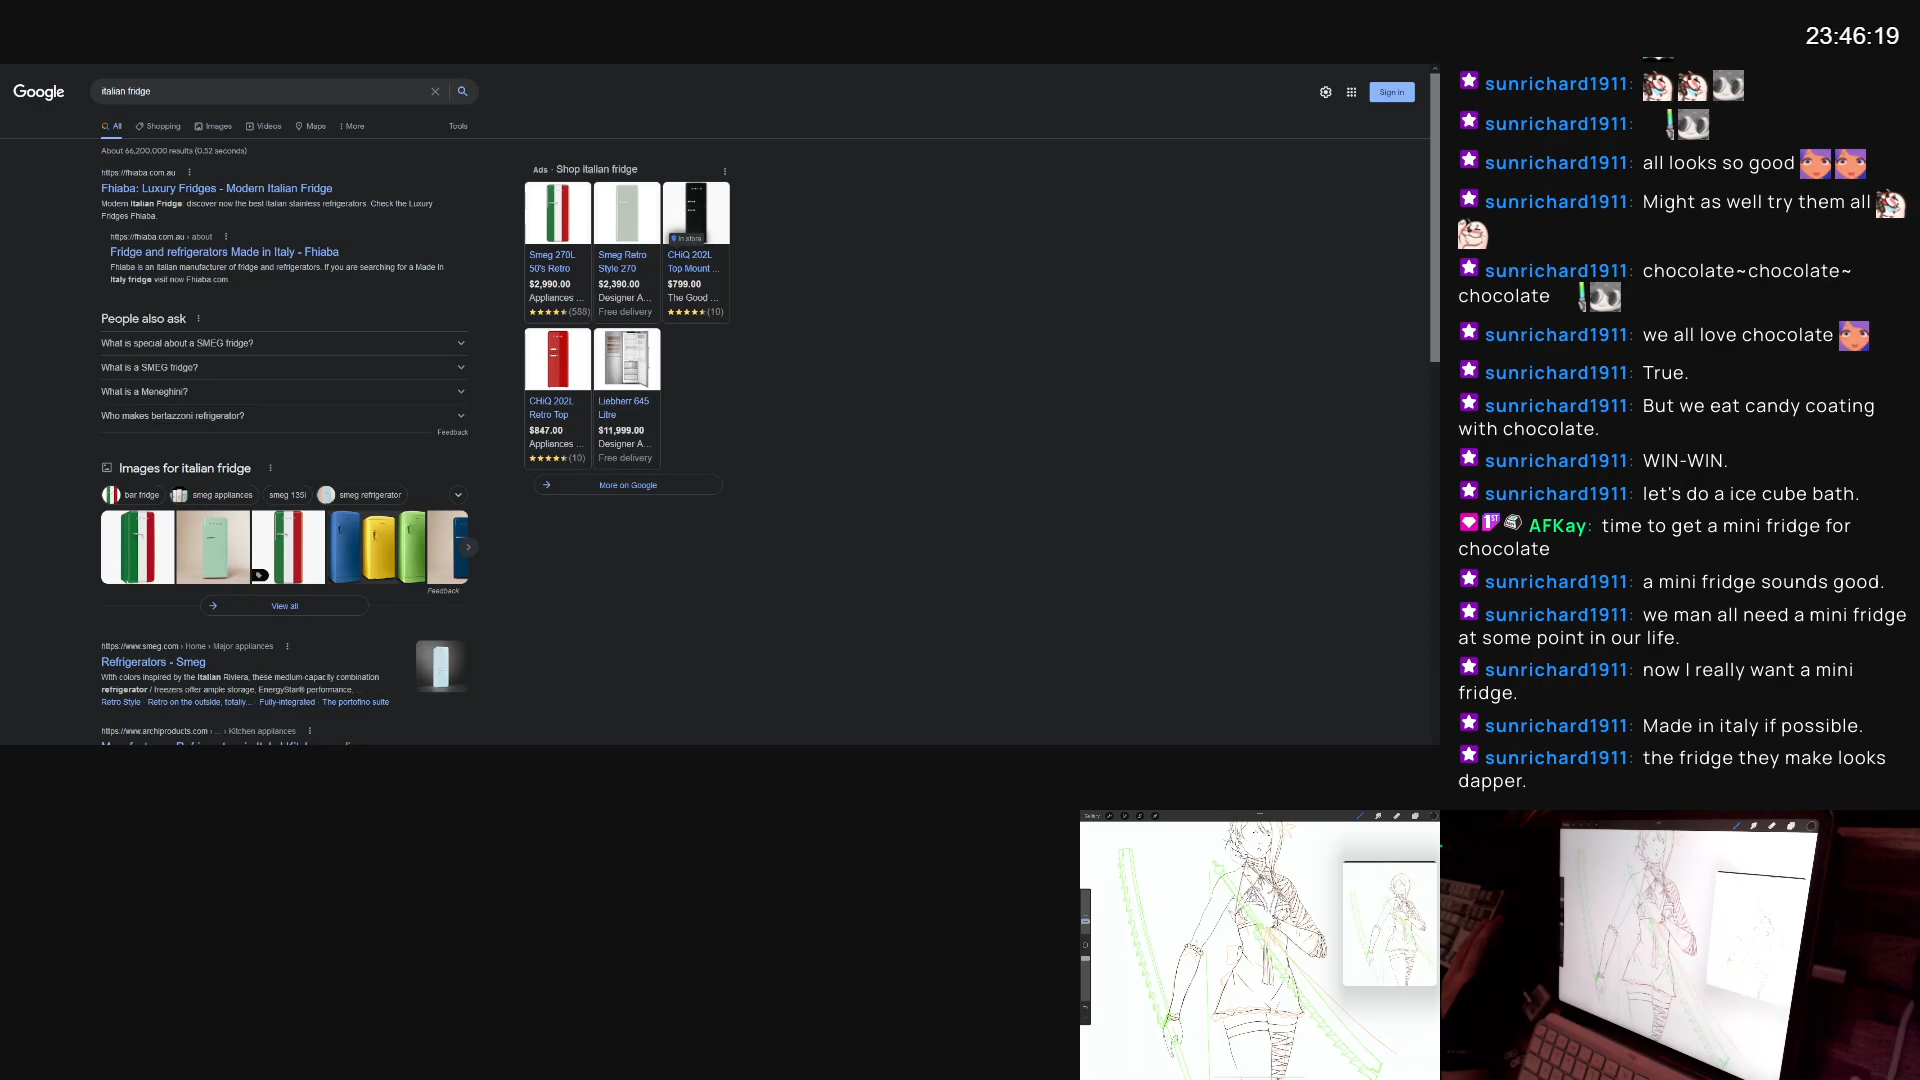 23:46:19
Google
italian fridge
Sign in
All
Shopping
Images
Videos
Maps
More
Tools
About 66,200,000 results (0.52 seconds)
https://fhiaba.com.au
Fhiaba: Luxury Fridges - Modern Italian Fridge
Modern Italian Fridge: discover now the best Italian stainless refrigerators. Check the Luxury
Fridges Fhiaba.
https://fhiaba.com.au › about
Fridge and refrigerators Made in Italy - Fhiaba
Fhiaba is an italian manufacturer of fridge and refrigerators. If you are searching for a Made in
Italy fridge visit now Fhiaba.com.
People also ask
What is special about a SMEG fridge?
What is a SMEG fridge?
What is a Meneghini?
Who makes bertazzoni refrigerator?
Feedback
Images for italian fridge
bar fridge
smeg appliances
smeg 135l
smeg refrigerator
Feedback
View all
https://www.smeg.com › Home › Major appliances
Refrigerators - Smeg
With colors inspired by the Italian Riviera, these medium-capacity combination
refrigerator / freezers offer ample storage, EnergyStar® performance, ...
Retro Style · Retro on the outside, totally... · Fully-integrated · The portofino suite
https://www.archiproducts.com › ... › Kitchen appliances
Ads · Shop italian fridge
In store
Smeg 270L
50's Retro
$2,990.00
Appliances ...
(588)
Smeg Retro
Style 270
$2,390.00
Designer A...
Free delivery
CHiQ 202L
Top Mount ...
$799.00
The Good ...
(10)
CHiQ 202L
Retro Top
$847.00
Appliances ...
(10)
Liebherr 645
Litre
$11,999.00
Designer A...
Free delivery
More on Google
sunrichard1911:
sunrichard1911:
sunrichard1911: all looks so good
sunrichard1911: Might as well try them all
sunrichard1911: chocolate~chocolate~
chocolate
sunrichard1911: we all love chocolate
sunrichard1911: True.
sunrichard1911: But we eat candy coating
with chocolate.
sunrichard1911: WIN-WIN.
sunrichard1911: let's do a ice cube bath.
1ST AFKay: time to get a mini fridge for
chocolate
sunrichard1911: a mini fridge sounds good.
sunrichard1911: we man all need a mini fridge
at some point in our life.
sunrichard1911: now I really want a mini
fridge.
sunrichard1911: Made in italy if possible.
sunrichard1911: the fridge they make looks
dapper.
Gallery